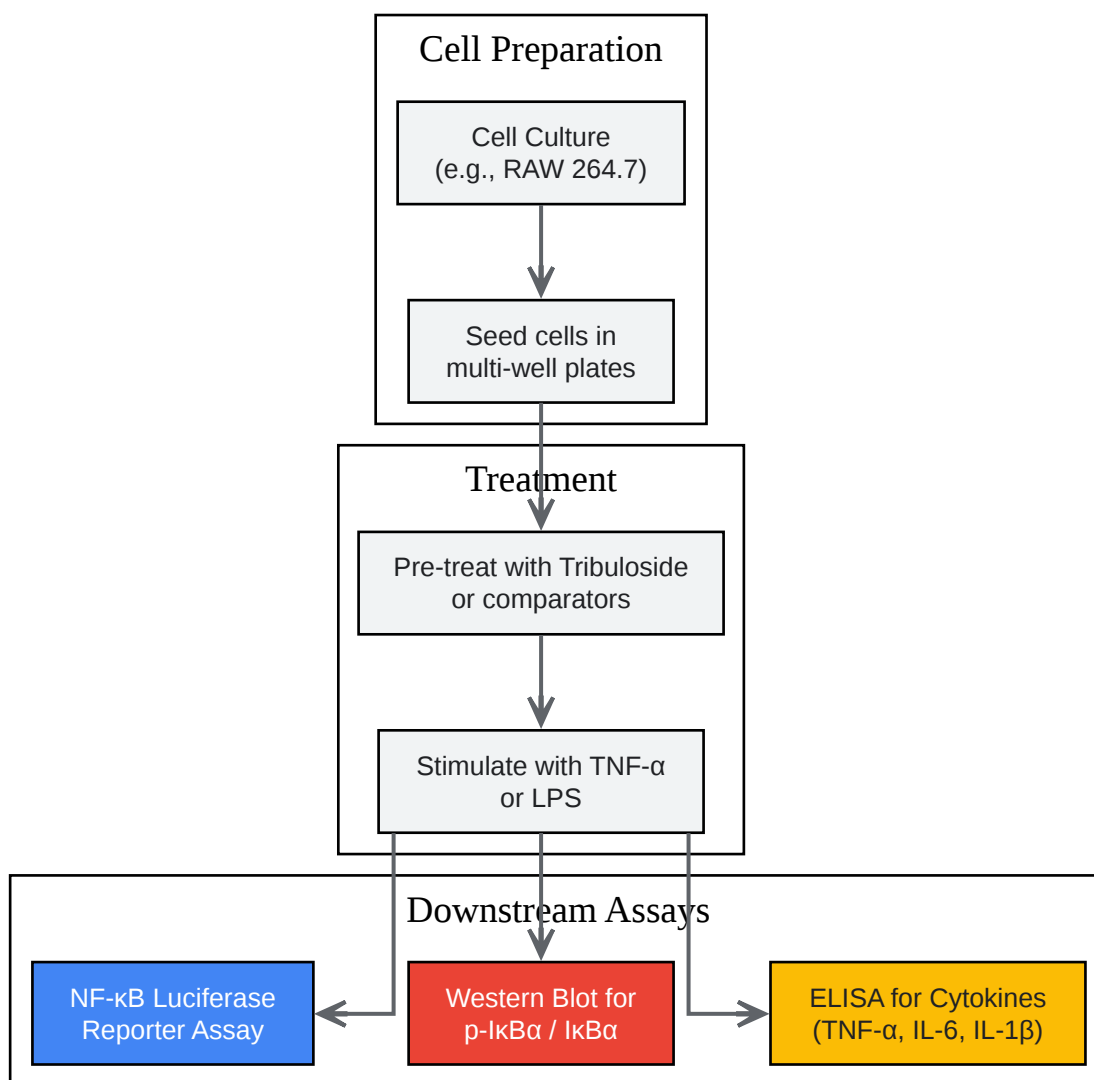 Cell Preparation
Cell Culture
(e.g., RAW 264.7)
Seed cells in
multi-well plates
Treatment
Pre-treat with Tribuloside
or comparators
Stimulate with TNF-α
or LPS
Downstream Assays
NF-κB Luciferase
Reporter Assay
Western Blot for
p-IκBα / IκBα
ELISA for Cytokines
(TNF-α, IL-6, IL-1β)